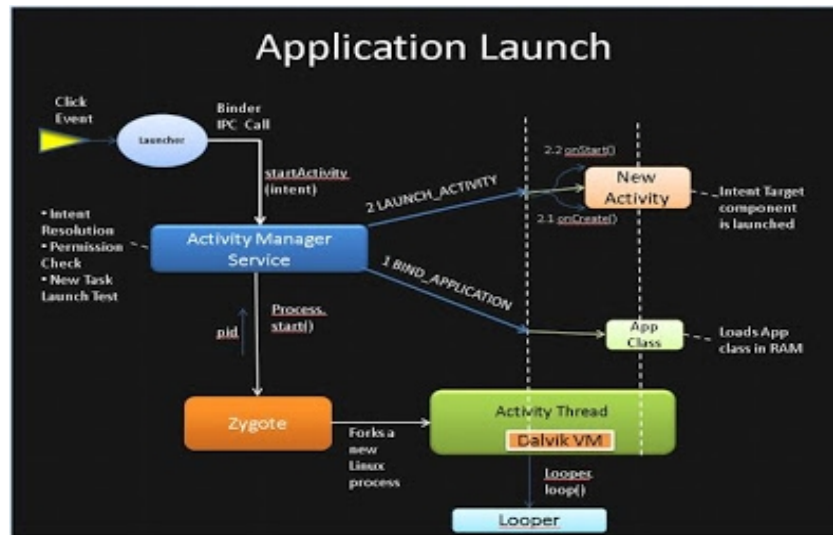 Application Launch
Click
Event
Launcher
Binder
IPC Call
startActivity
(intent)
• Intent
Resolution
• Permission
Check
• New Task
Launch Test
Activity Manager
Service
2 LAUNCH_ACTIVITY
2.2 onStart()
2.1 onCreate()
New
Activity
Intent Target
component
is launched
1 BIND_APPLICATION
App
Class
Loads App
class in RAM
pid
Process.
start()
Zygote
Forks a
new
Linux
process
Activity Thread
Dalvik VM
Looper.
loop()
Looper